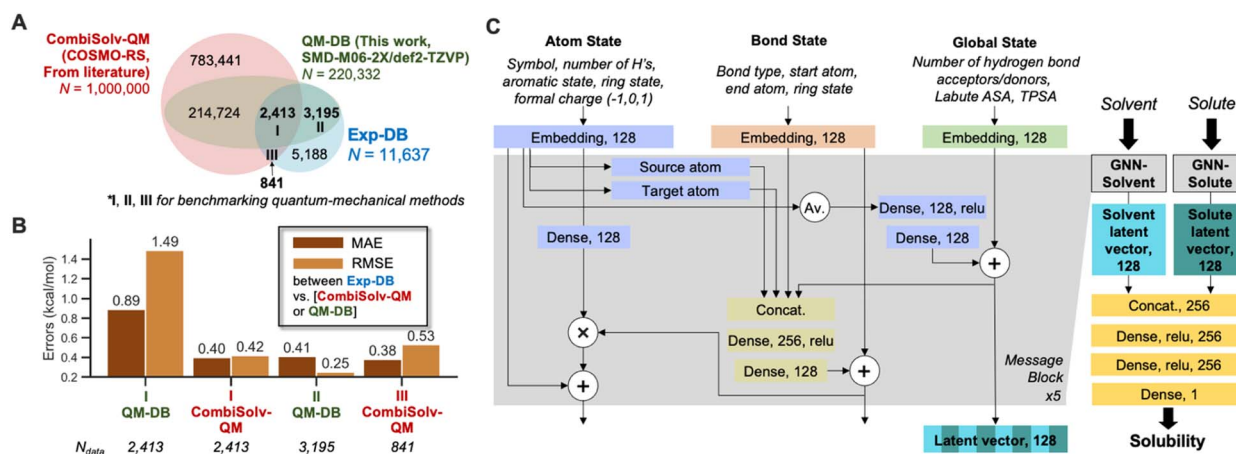 A
CombiSolv-QM
(COSMO-RS,
From literature)
N = 1,000,000
783,441
QM-DB (This work,
SMD-M06-2X/def2-TZVP)
N = 220,332
214,724
2,413
I
3,195
II
Exp-DB
N = 11,637
III
5,188
841
*I, II, III for benchmarking quantum-mechanical methods
B
Errors (kcal/mol)
1.4
1.2
1.0
0.8
0.6
0.4
0.2
0.89
1.49
0.40
0.42
0.41
0.25
0.38
0.53
MAE
RMSE
between Exp-DB
vs. [CombiSolv-QM
or QM-DB]
I
QM-DB
I
CombiSolv-
QM
II
QM-DB
III
CombiSolv-
QM
Ndata
2,413
2,413
3,195
841
C
Atom State
Symbol, number of H's,
aromatic state, ring state,
formal charge (-1,0,1)
Bond State
Bond type, start atom,
end atom, ring state
Global State
Number of hydrogen bond
acceptors/donors,
Labute ASA, TPSA
Embedding, 128
Embedding, 128
Embedding, 128
Source atom
Target atom
Av.
Dense, 128, relu
Dense, 128
Dense, 128
+
Concat.
×
Dense, 256, relu
Dense, 128
+
+
Message
Block
x5
Latent vector, 128
Solvent
Solute
GNN-
Solvent
GNN-
Solute
Solvent
latent
vector,
128
Solute
latent
vector,
128
Concat., 256
Dense, relu, 256
Dense, relu, 256
Dense, 1
Solubility